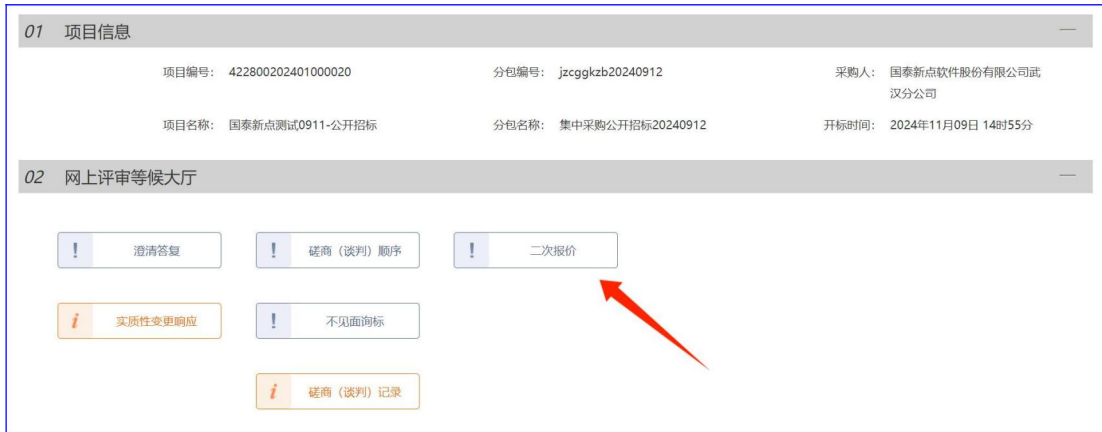 01 项目信息
项目编号： 422800202401000020 分包编号： jzcggkzb20240912 采购人： 国泰新点软件股份有限公司武
汉分公司
项目名称： 国泰新点测试0911-公开招标 分包名称： 集中采购公开招标20240912 开标时间： 2024年11月09日 14时55分
02 网上评审等候大厅
! 澄清答复 ! 磋商（谈判）顺序 ! 二次报价
i 实质性变更响应 ! 不见面询标
i 磋商（谈判）记录